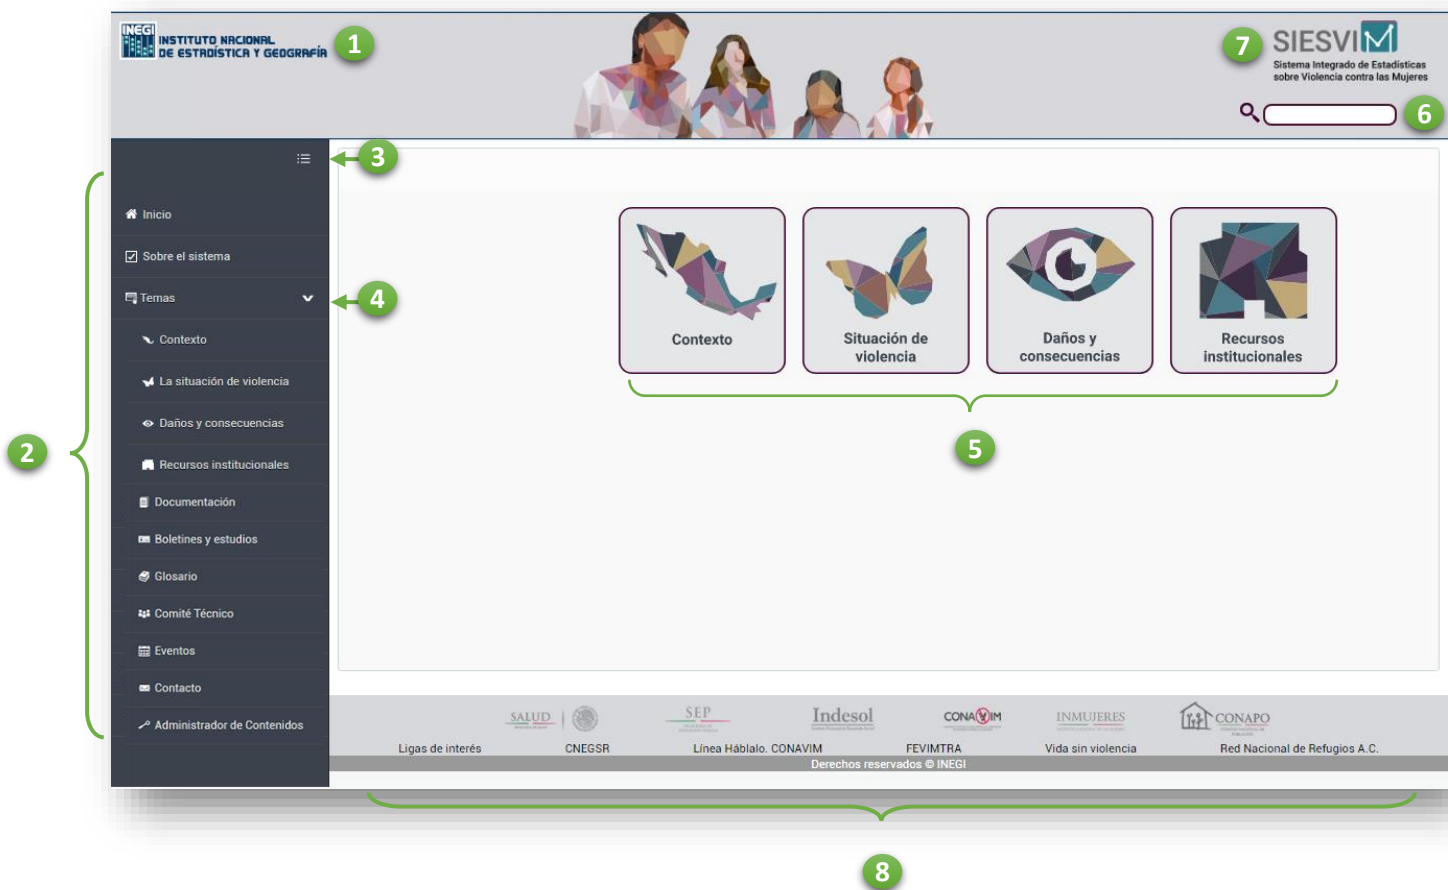 INEGI
INSTITUTO NACIONAL
DE ESTADÍSTICA Y GEOGRAFÍA
1
7
SIESVIM
Sistema Integrado de Estadísticas
sobre Violencia contra las Mujeres
6
3
2
Inicio
Sobre el sistema
Temas
4
Contexto
La situación de violencia
Daños y consecuencias
Recursos institucionales
Documentación
Boletines y estudios
Glosario
Comité Técnico
Eventos
Contacto
Administrador de Contenidos
Contexto
Situación de
violencia
Daños y
consecuencias
Recursos
institucionales
5
SALUD
SEP
Indesol
CONAVIM
INMUJERES
CONAPO
Ligas de interés
CNEGSR
Línea Háblalo. CONAVIM
FEVIMTRA
Vida sin violencia
Red Nacional de Refugios A.C.
Derechos reservados © INEGI
8